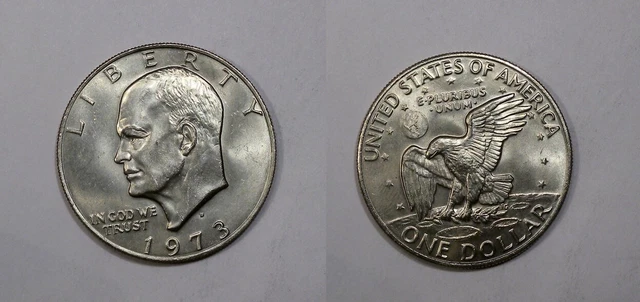 LIBERTY
IN GOD WE
TRUST
1973
UNITED STATES OF AMERICA
E·PLURIBUS
·UNUM·
ONE DOLLAR